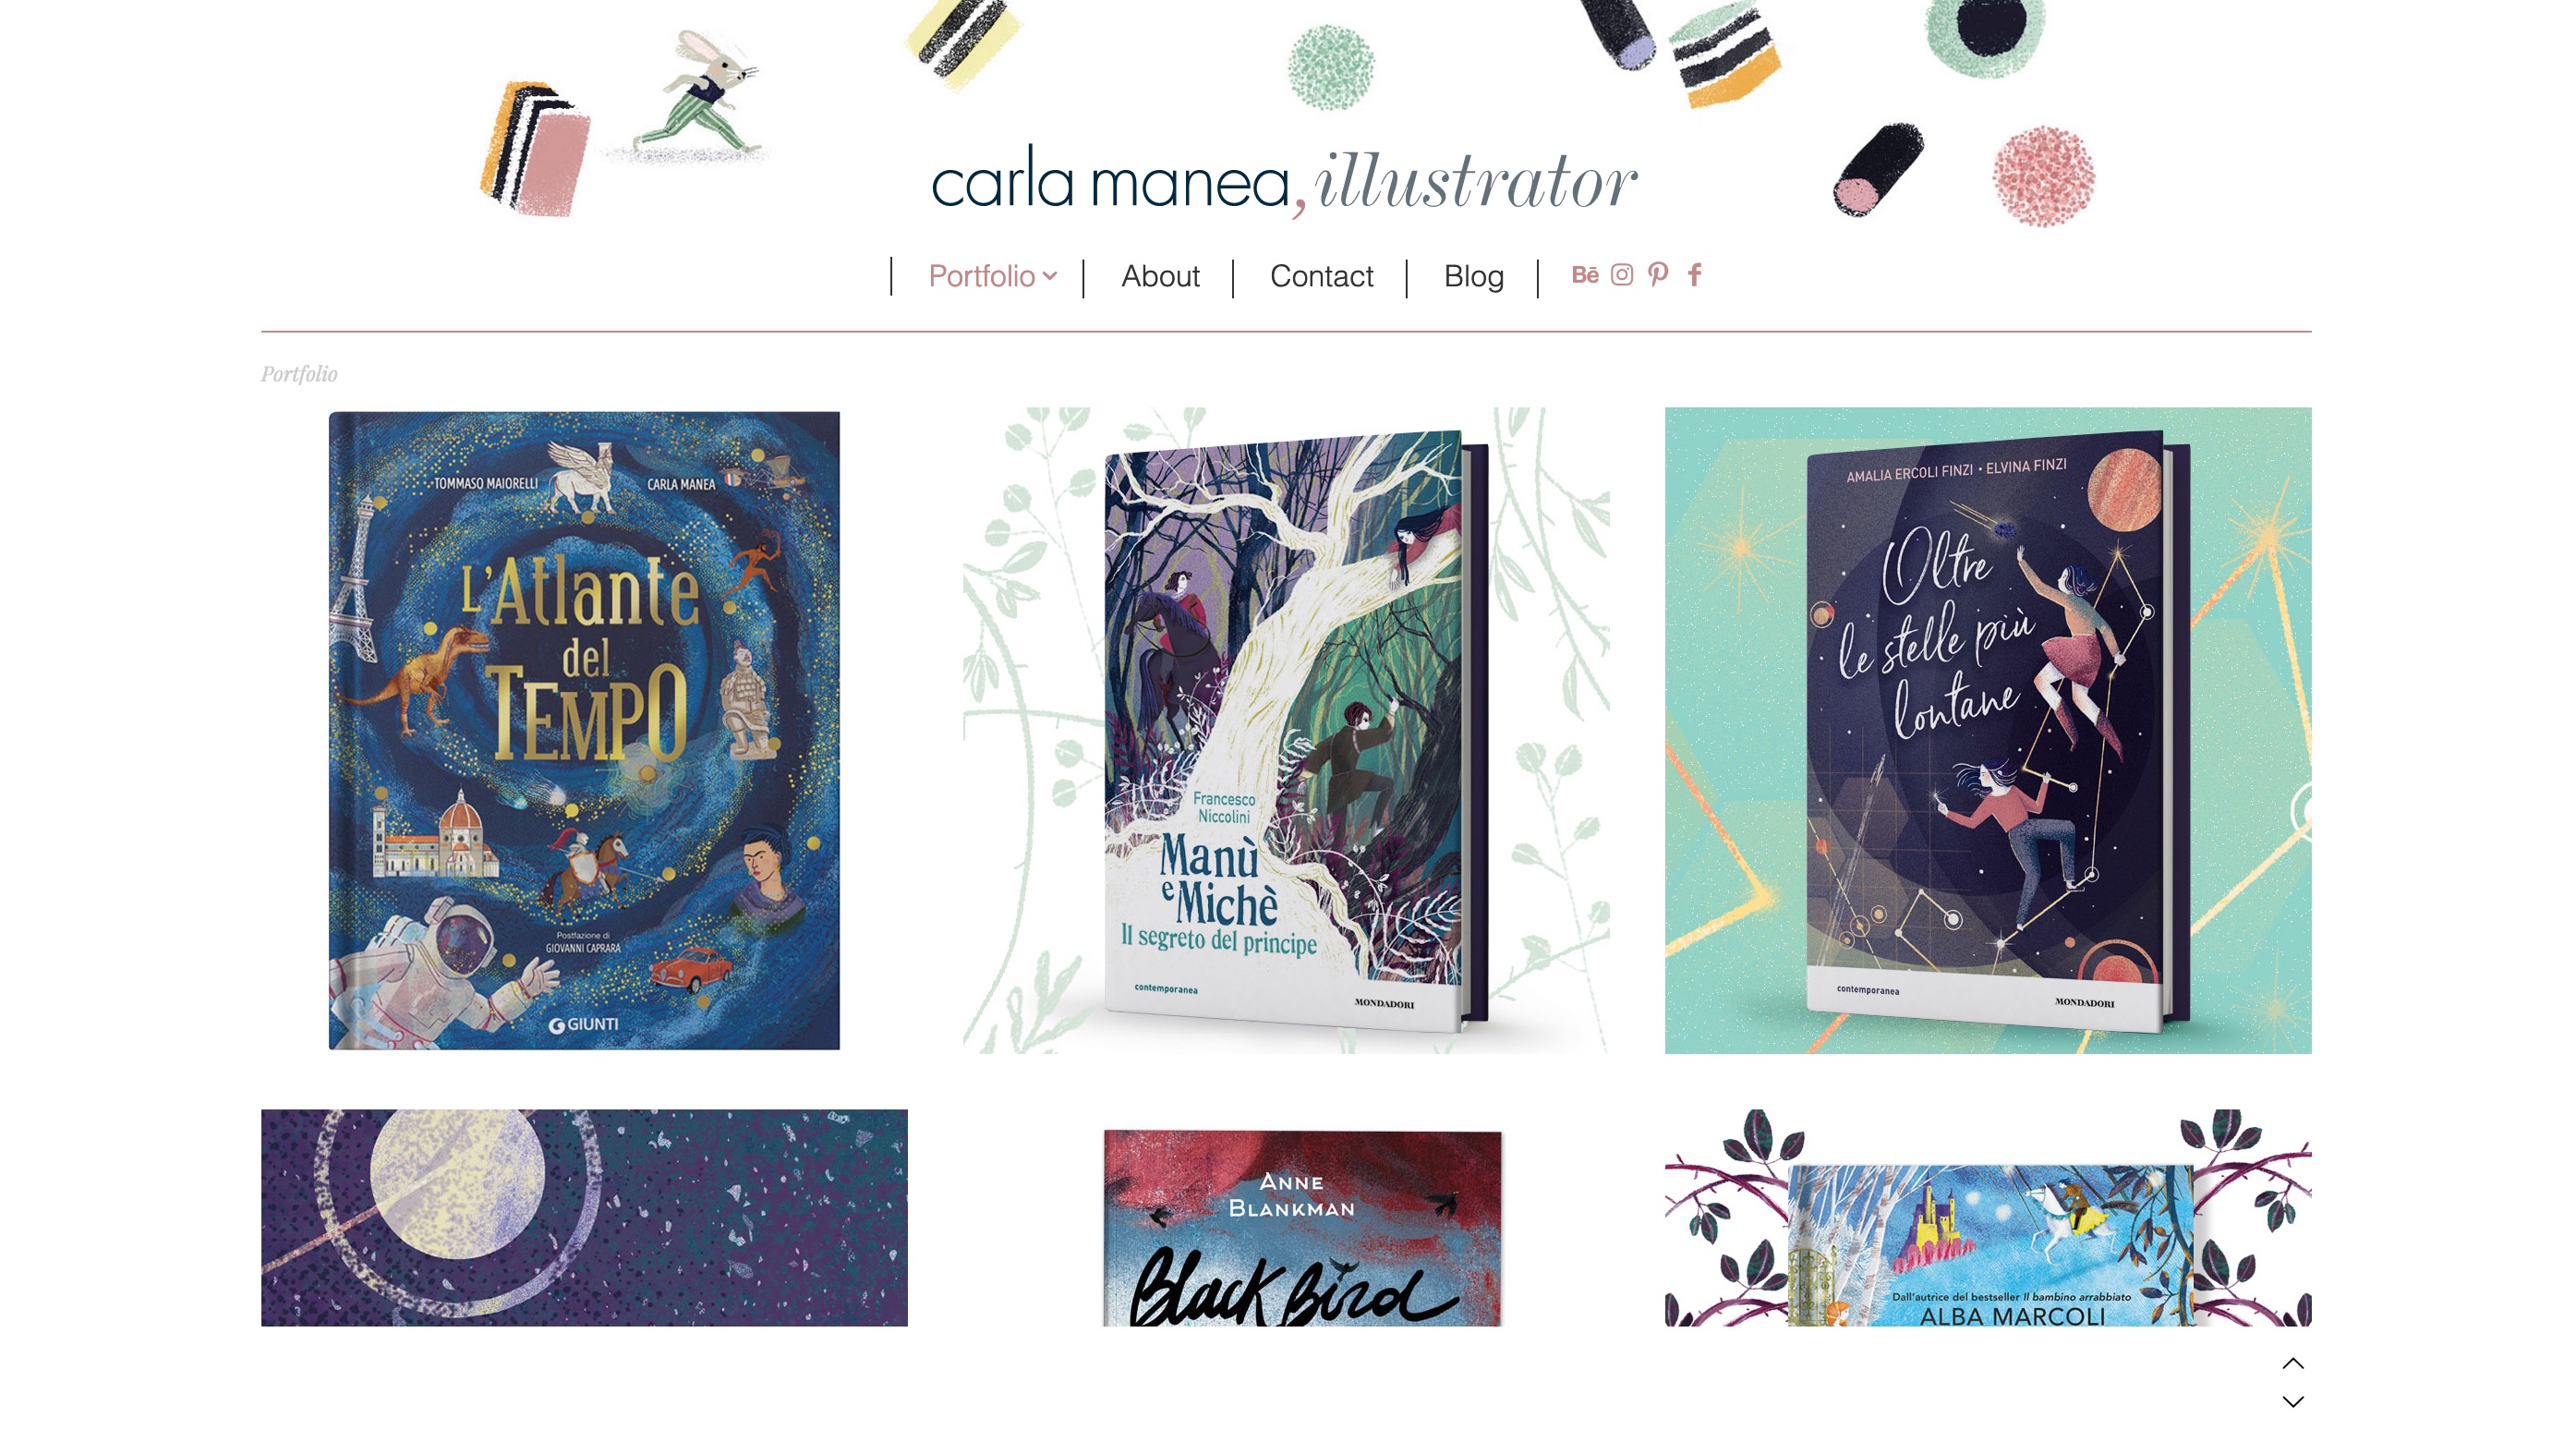 carla manea, illustrator
Portfolio
About
Contact
Blog
Bē
Portfolio
TOMMASO MAIORELLI
CARLA MANEA
L'Atlante
del
TEMPO
Postfazione di
GIOVANNI CAPRARA
GIUNTI
Francesco
Niccolini
Manù
e Michè
Il segreto del principe
contemporanea
MONDADORI
AMALIA ERCOLI FINZI • ELVINA FINZI
Oltre
le stelle più
lontane
contemporanea
MONDADORI
ANNE
BLANKMAN
Black Bird
Dall'autrice del bestseller Il bambino arrabbiato
ALBA MARCOLI